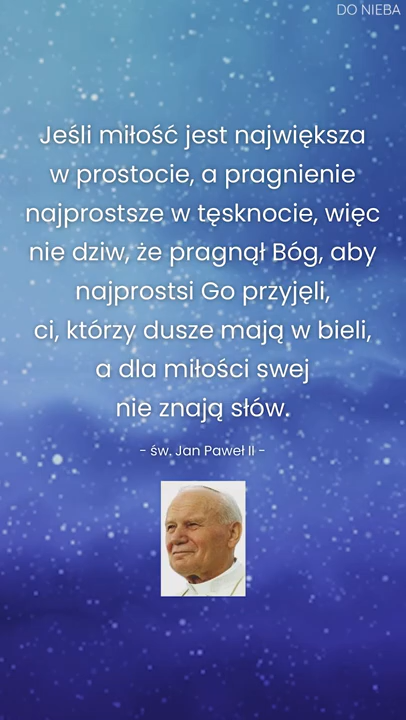 DO NIEBA
Jeśli miłość jest największa
w prostocie, a pragnienie
najprostsze w tęsknocie, więc
nie dziw, że pragnął Bóg, aby
najprostsi Go przyjęli,
ci, którzy dusze mają w bieli,
a dla miłości swej
nie znają słów.
- św. Jan Paweł II -